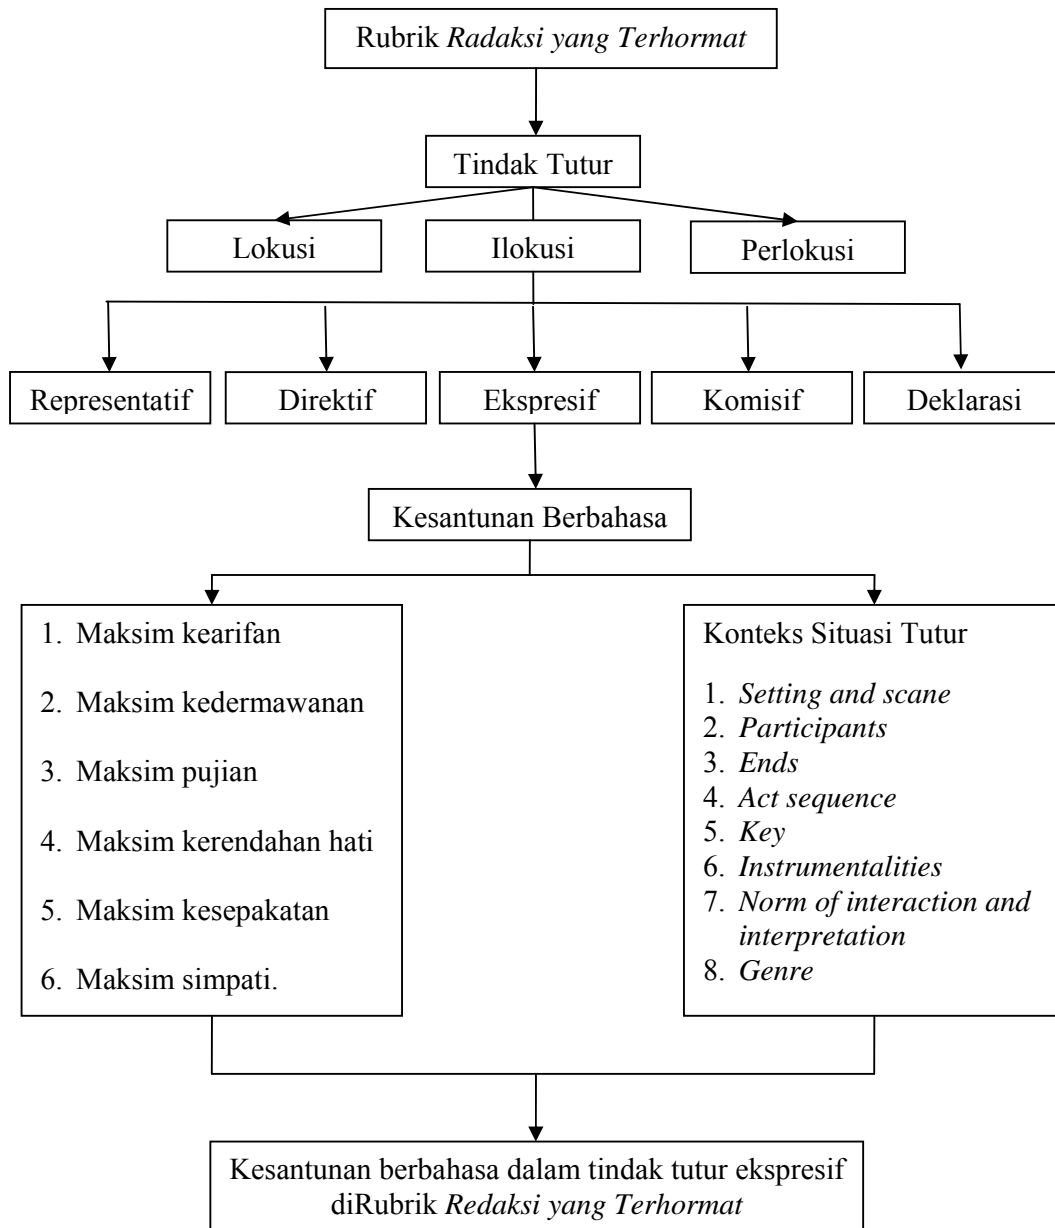 Rubrik Radaksi yang Terhormat
Tindak Tutur
Lokusi
Ilokusi
Perlokusi
Representatif
Direktif
Ekspresif
Komisif
Deklarasi
Kesantunan Berbahasa
1. Maksim kearifan
2. Maksim kedermawanan
3. Maksim pujian
4. Maksim kerendahan hati
5. Maksim kesepakatan
6. Maksim simpati.
Konteks Situasi Tutur
1. Setting and scane
2. Participants
3. Ends
4. Act sequence
5. Key
6. Instrumentalities
7. Norm of interaction and
interpretation
8. Genre
Kesantunan berbahasa dalam tindak tutur ekspresif
diRubrik Redaksi yang Terhormat